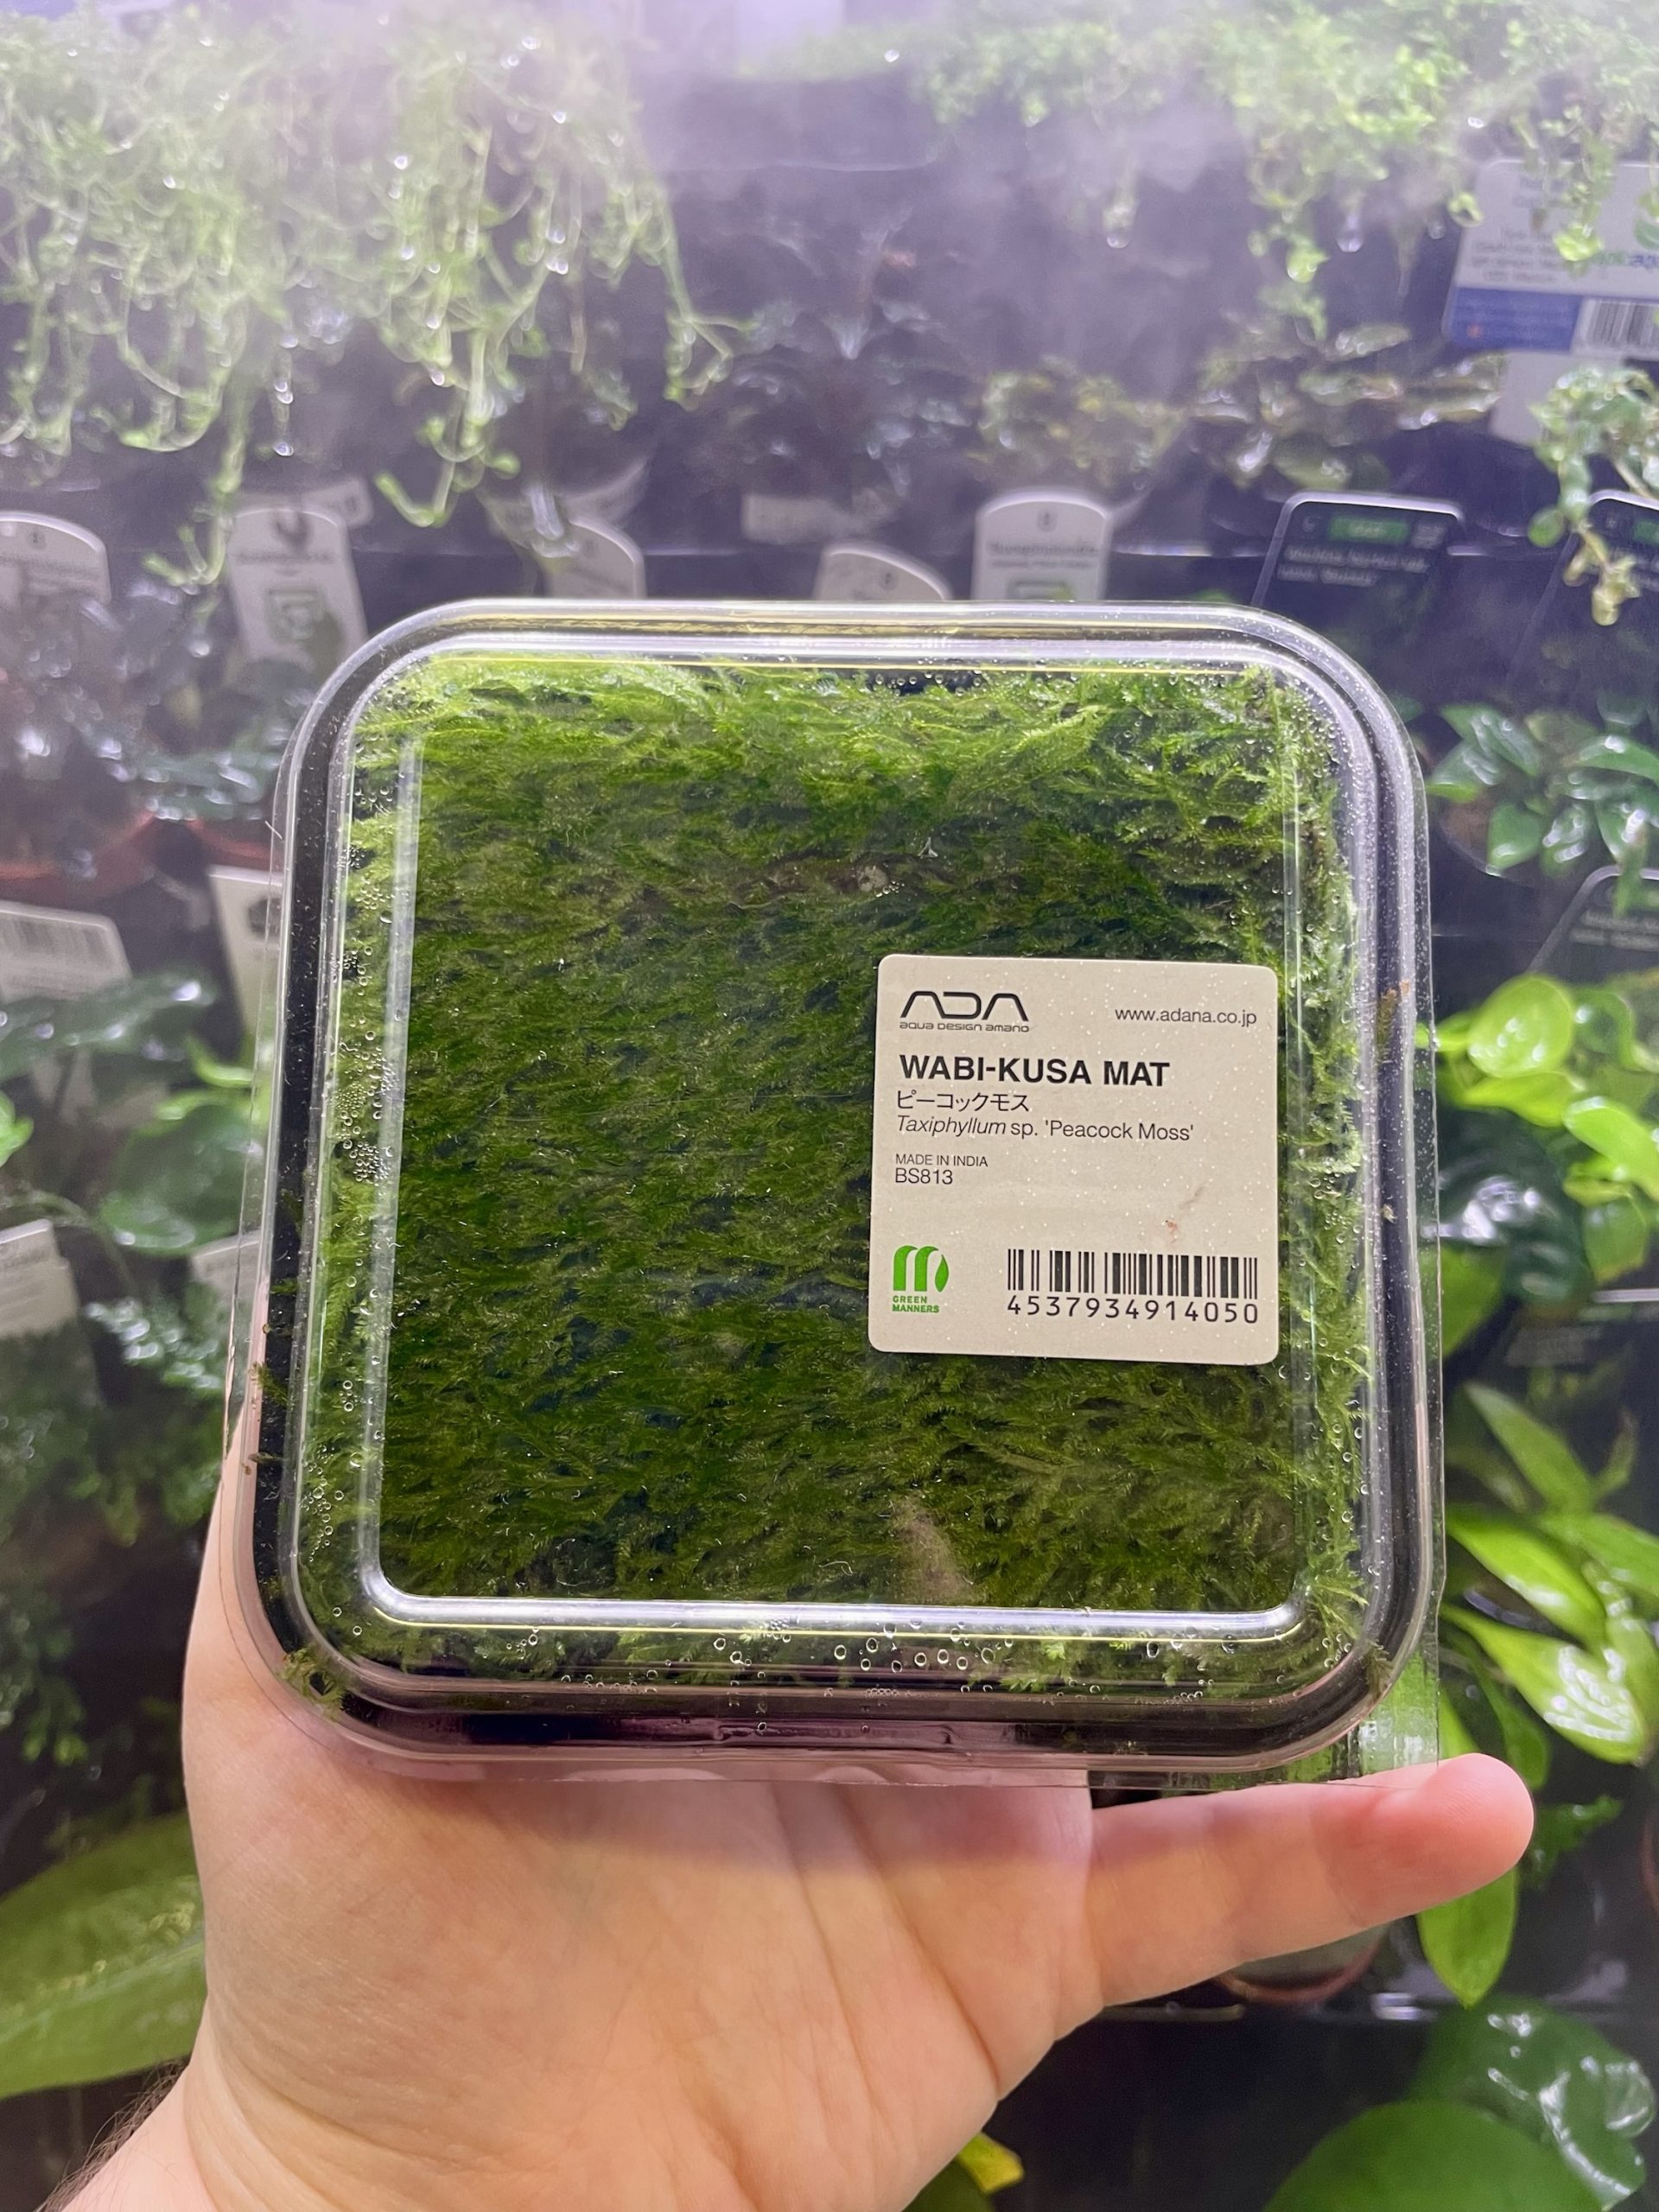 ADA
aqua design amano
www.adana.co.jp
WABI-KUSA MAT
ピーコックモス
Taxiphyllum sp. 'Peacock Moss'
MADE IN INDIA
BS813
GREEN
MANNERS
4537934914050